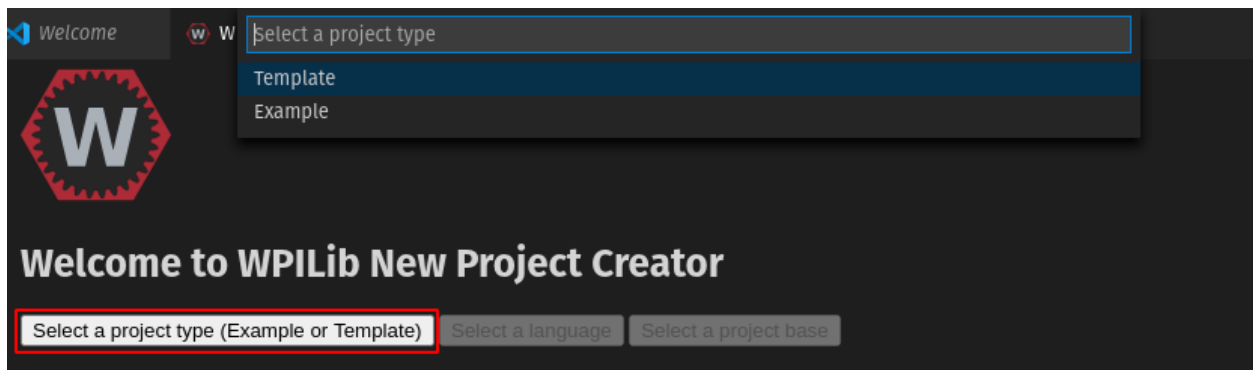 Welcome
W
Select a project type
Template
Example
W
Welcome to WPILib New Project Creator
Select a project type (Example or Template)
Select a language
Select a project base